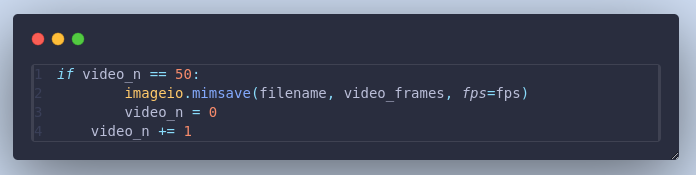 1 if video_n == 50:
2         imageio.mimsave(filename, video_frames, fps=fps)
3         video_n = 0
4     video_n += 1